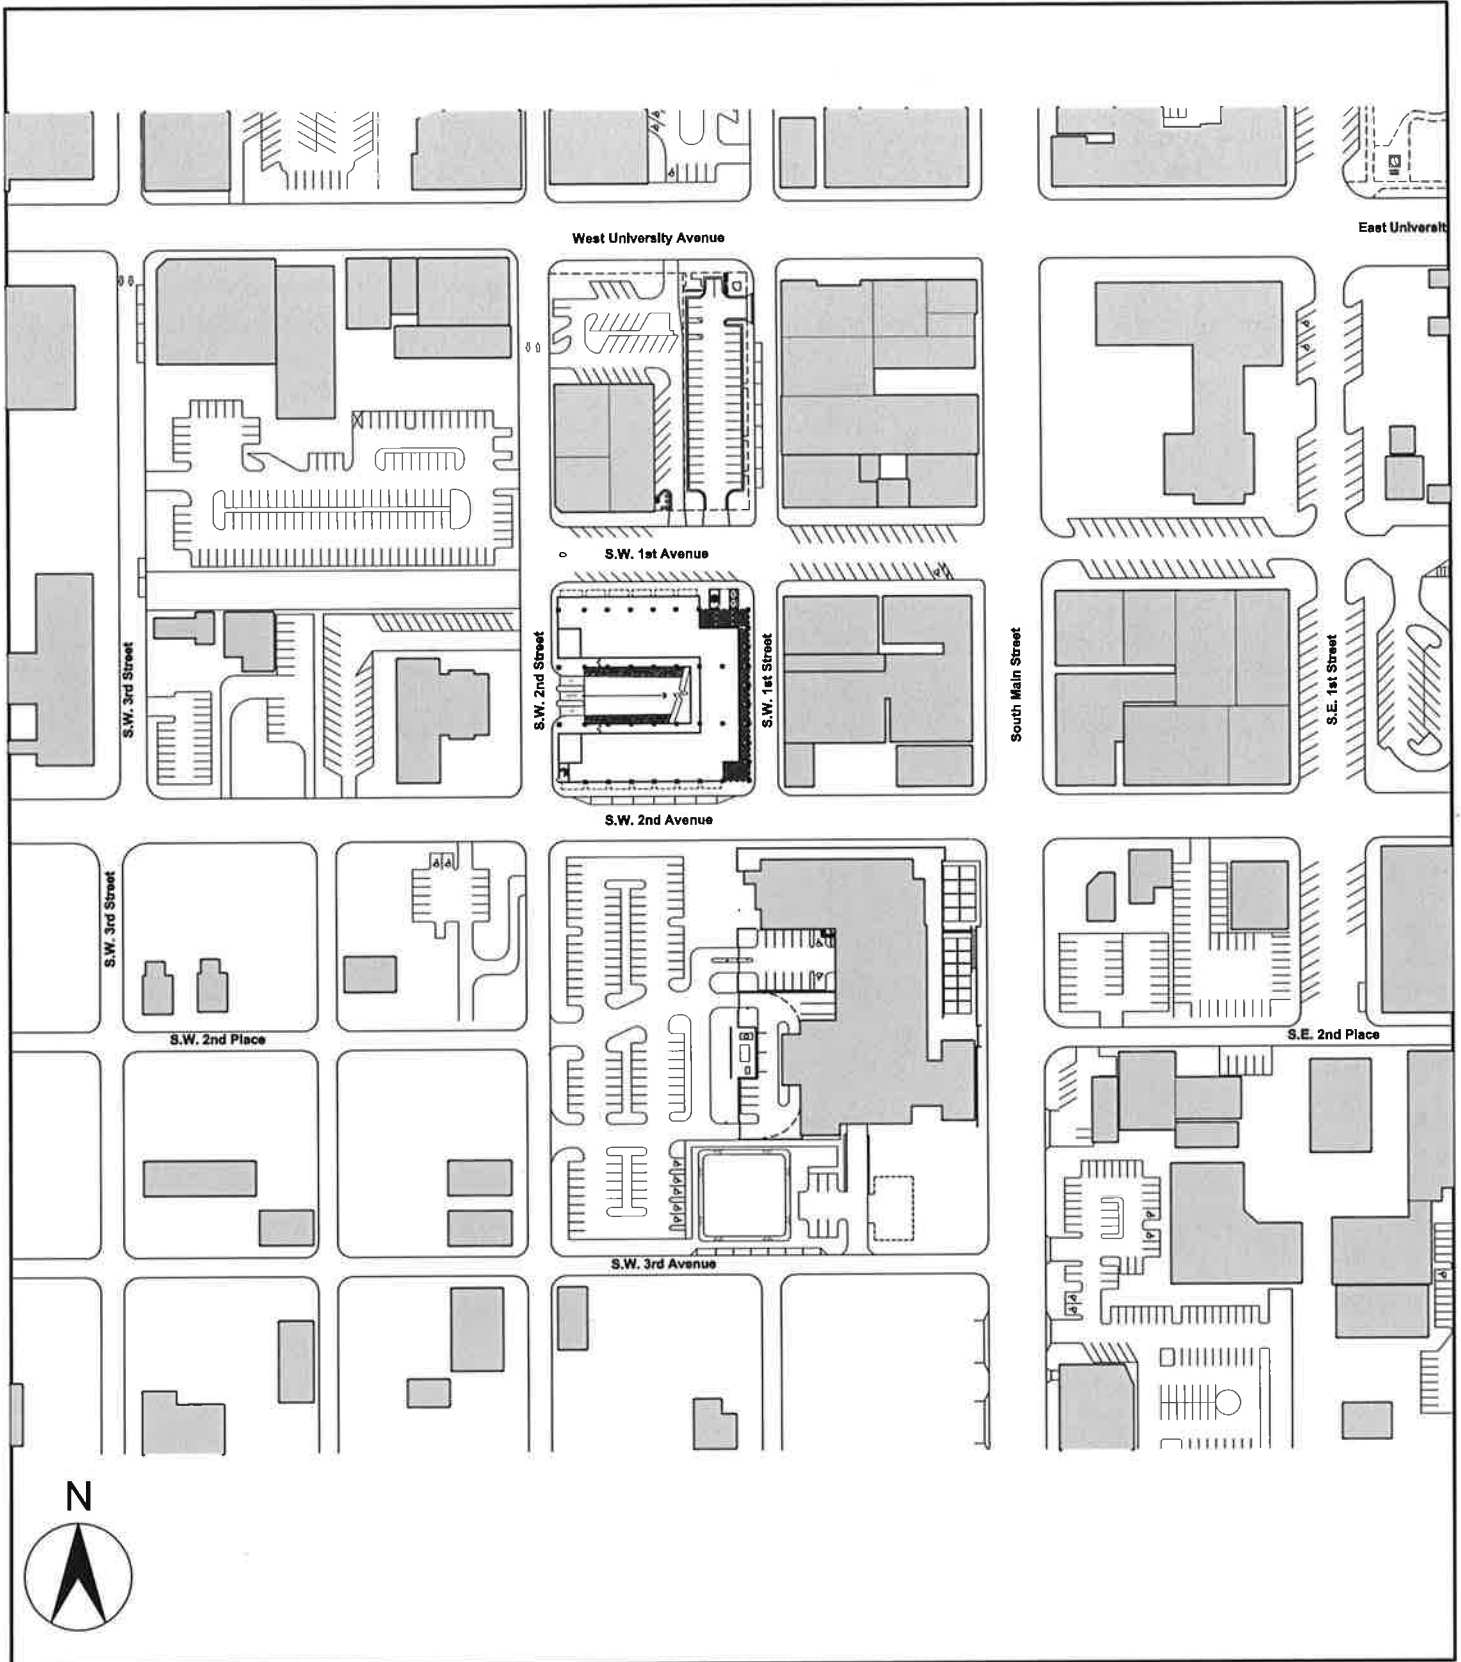 West University Avenue
East Universit
S.W. 1st Avenue
S.W. 3rd Street
S.W. 2nd Street
S.W. 1st Street
South Main Street
S.E. 1st Street
S.W. 2nd Avenue
S.W. 3rd Street
S.W. 2nd Place
S.E. 2nd Place
S.W. 3rd Avenue
N